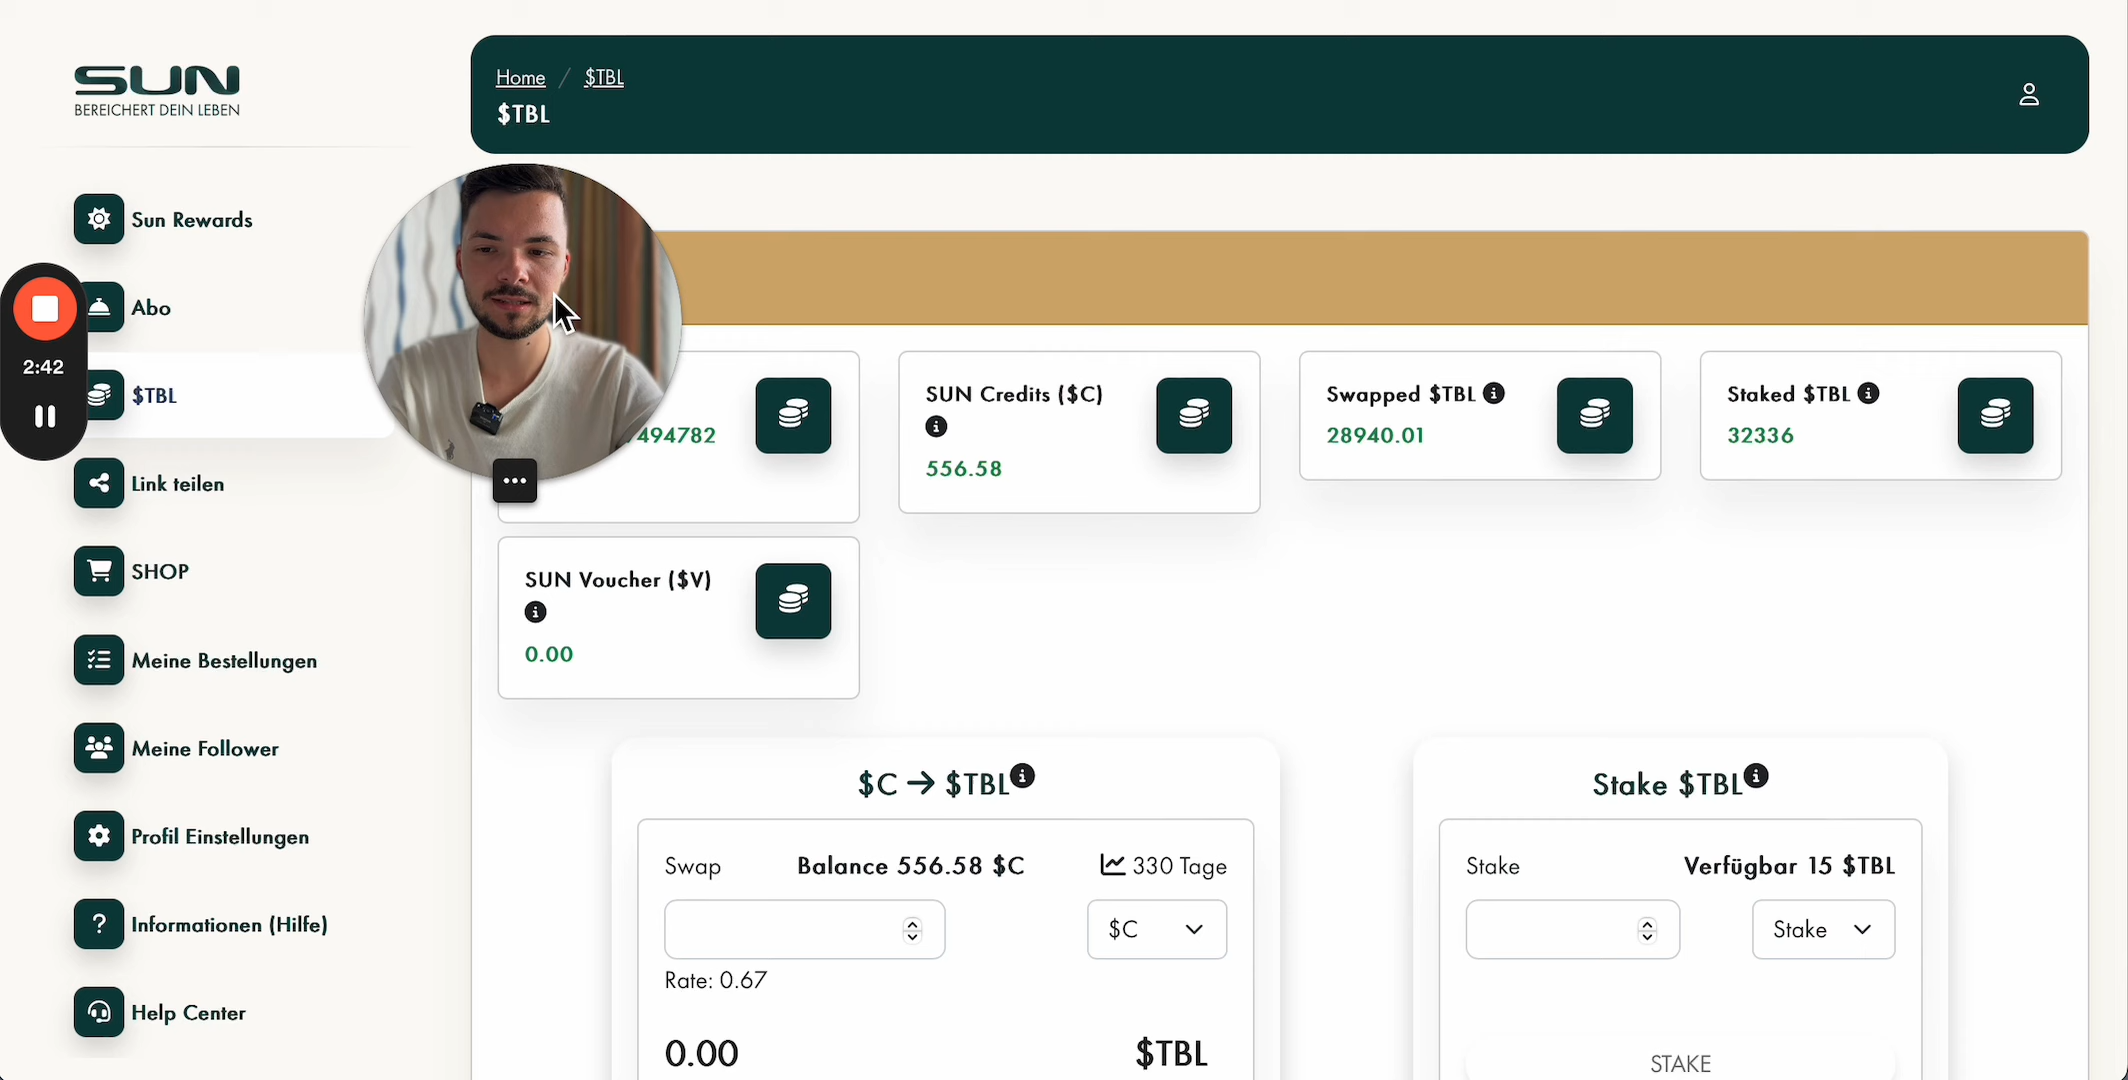 SUN
BEREICHERT DEIN LEBEN
Home / $TBL
$TBL
Sun Rewards
Abo
2:42
$TBL
Link teilen
SHOP
Meine Bestellungen
Meine Follower
Profil Einstellungen
Informationen (Hilfe)
Help Center
494782
SUN Credits ($C)
556.58
Swapped $TBL
28940.01
Staked $TBL
32336
SUN Voucher ($V)
0.00
$C → $TBL
Swap Balance 556.58 $C 330 Tage
$C
Rate: 0.67
0.00 $TBL
Stake $TBL
Stake Verfügbar 15 $TBL
Stake
STAKE